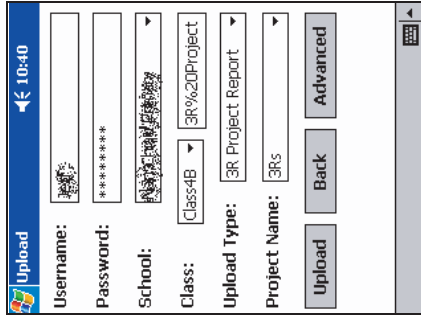 Upload 10:40
Username:
Password: *********
School:
Class: Class4B 3R%20Project
Upload Type: 3R Project Report
Project Name: 3Rs
Upload Back Advanced